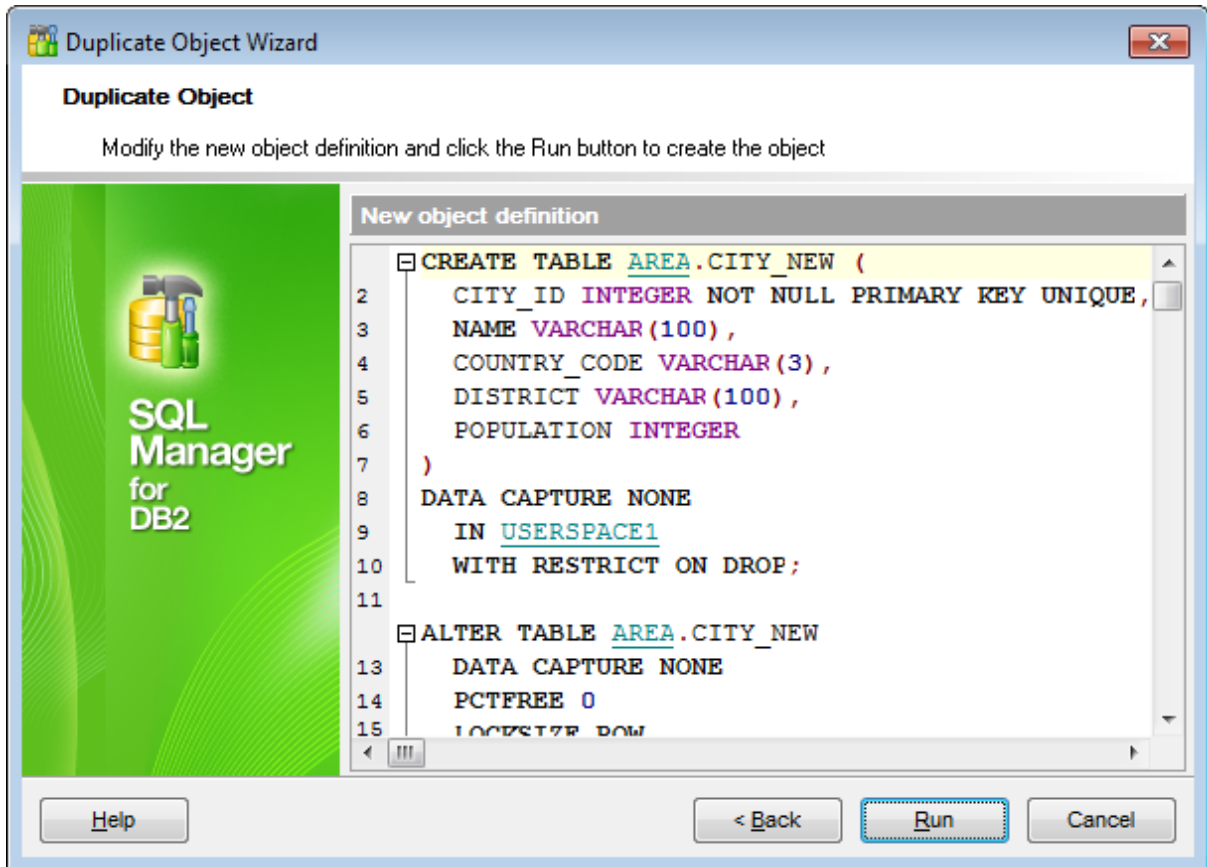 Duplicate Object Wizard
Duplicate Object
Modify the new object definition and click the Run button to create the object
SQL
Manager
for
DB2
New object definition
CREATE TABLE AREA.CITY_NEW (
2 CITY_ID INTEGER NOT NULL PRIMARY KEY UNIQUE,
3 NAME VARCHAR(100),
4 COUNTRY_CODE VARCHAR(3),
5 DISTRICT VARCHAR(100),
6 POPULATION INTEGER
7 )
8 DATA CAPTURE NONE
9 IN USERSPACE1
10 WITH RESTRICT ON DROP;
11
ALTER TABLE AREA.CITY_NEW
13 DATA CAPTURE NONE
14 PCTFREE 0
15 LOCKSIZE ROW
Help
< Back
Run
Cancel